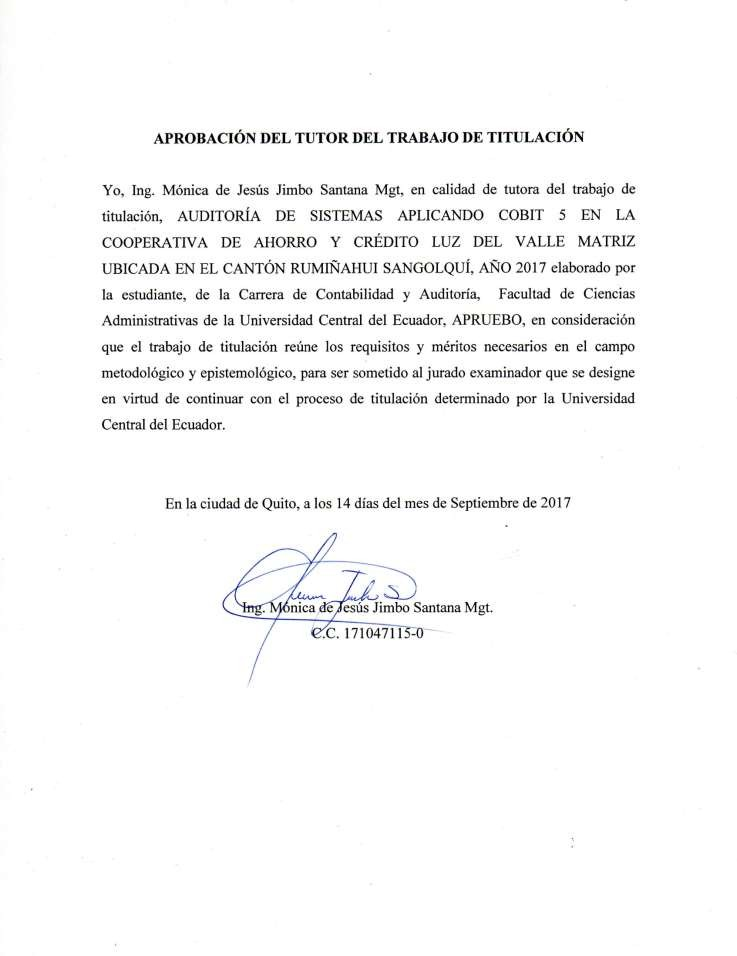 APROBACIÓN DEL TUTOR DEL TRABAJO DE TITULACIÓN
Yo, Ing. Mónica de Jesús Jimbo Santana Mgt, en calidad de tutora del trabajo de
titulación, AUDITORÍA DE SISTEMAS APLICANDO COBIT 5 EN LA
COOPERATIVA DE AHORRO Y CRÉDITO LUZ DEL VALLE MATRIZ
UBICADA EN EL CANTÓN RUMIÑAHUI SANGOLQUÍ, AÑO 2017 elaborado por
la estudiante, de la Carrera de Contabilidad y Auditoría, Facultad de Ciencias
Administrativas de la Universidad Central del Ecuador, APRUEBO, en consideración
que el trabajo de titulación reúne los requisitos y méritos necesarios en el campo
metodológico y epistemológico, para ser sometido al jurado examinador que se designe
en virtud de continuar con el proceso de titulación determinado por la Universidad
Central del Ecuador.
En la ciudad de Quito, a los 14 días del mes de Septiembre de 2017
Ing. Mónica de Jesús Jimbo Santana Mgt.
C.C. 171047115-0